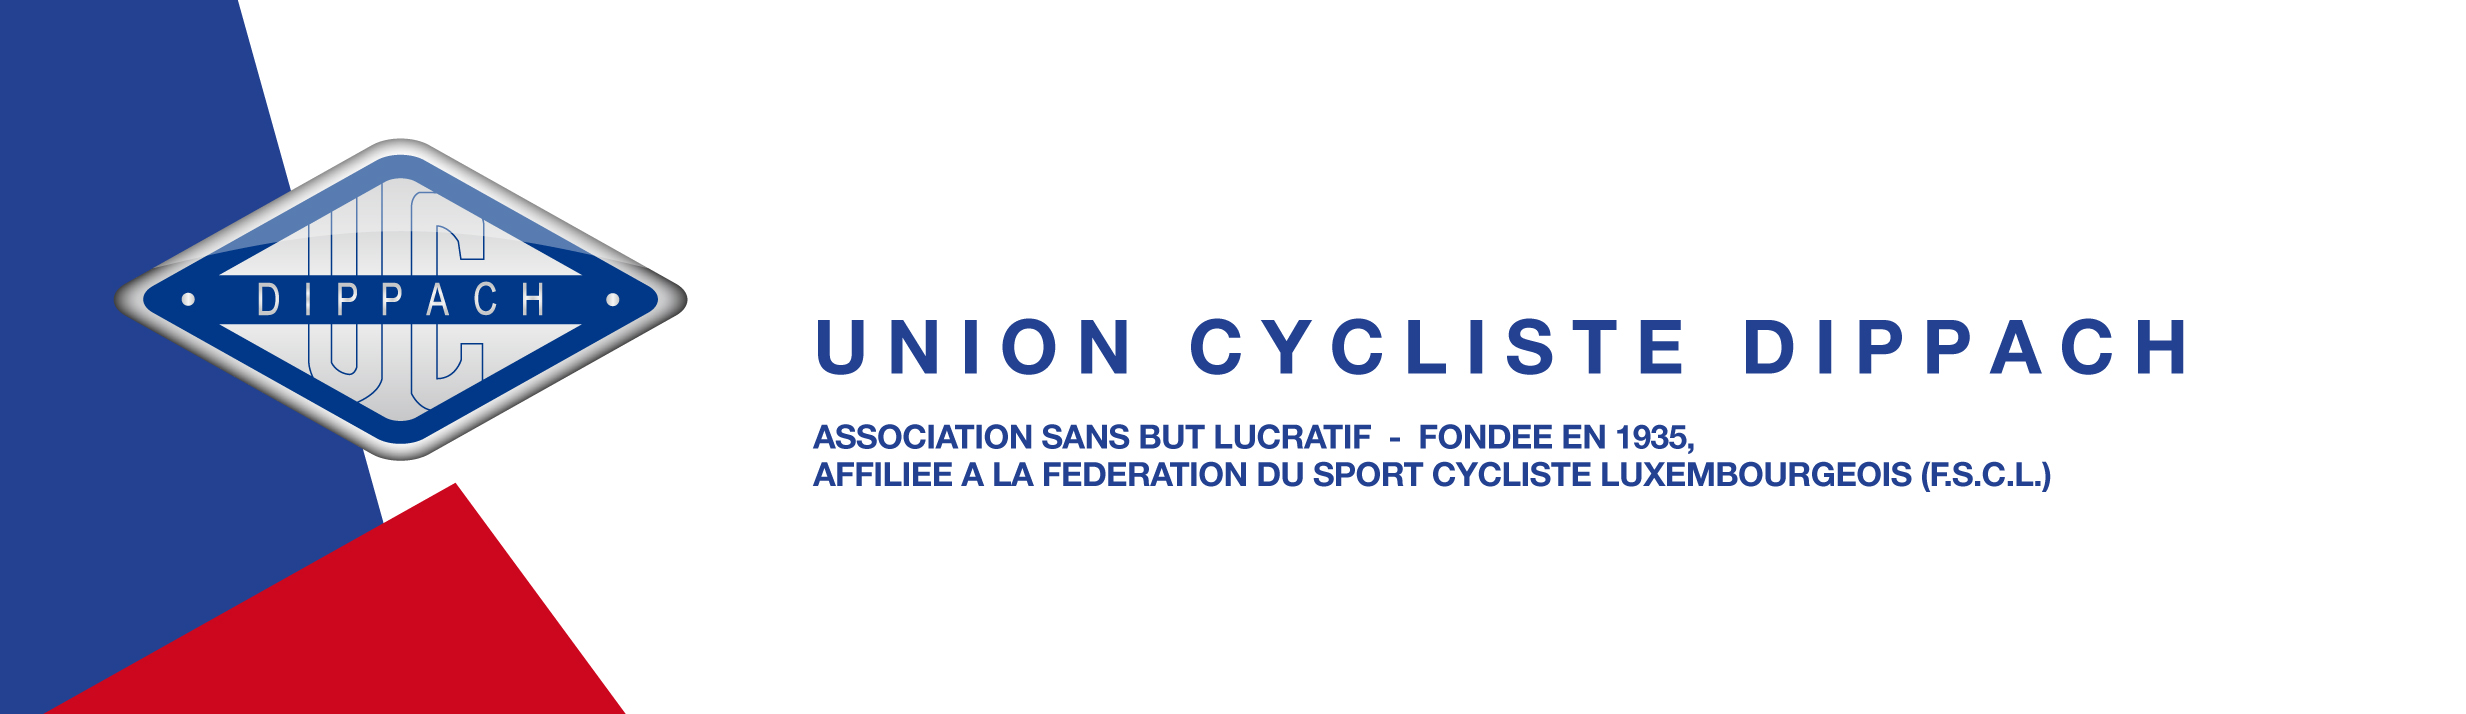 UC
DIPPACH
UNION CYCLISTE DIPPACH
ASSOCIATION SANS BUT LUCRATIF - FONDEE EN 1935,
AFFILIEE A LA FEDERATION DU SPORT CYCLISTE LUXEMBOURGEOIS (F.S.C.L.)